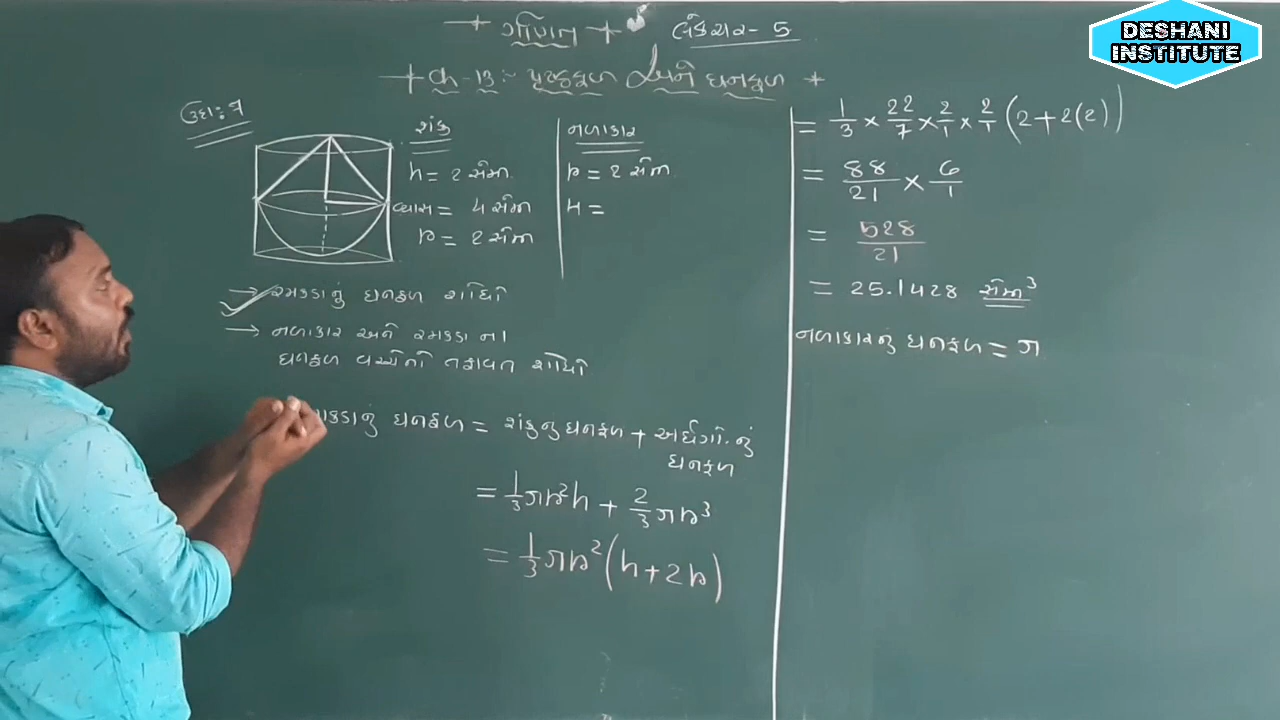 ગણિત
લેક્ચર - 5
Ch - 13 :- પૃષ્ઠફળ અને ઘનફળ
DESHANI
INSTITUTE
ઉદા : 7
શંકુ
h = 2 સેમી
વ્યાસ = 4 સેમી
r = 2 સેમી
નળાકાર
r = 2 સેમી
H =
→ રમકડાનું ઘનફળ શોધો
→ નળાકાર અને રમકડા ના
ઘનફળ વચ્ચેનો તફાવત શોધો
ઘનફળ = શંકુનુ ઘનફળ + અર્ધગો. નું
ઘનફળ
= 1/3 πr²h + 2/3 πr³
= 1/3 πr² (h + 2r)
= 1/3 × 22/7 × 2/1 × 2/1 (2 + 2(2))
= 88/21 × 6/1
= 528/21
= 25.1428 સેમી³
નળાકારનુ ઘનફળ = π